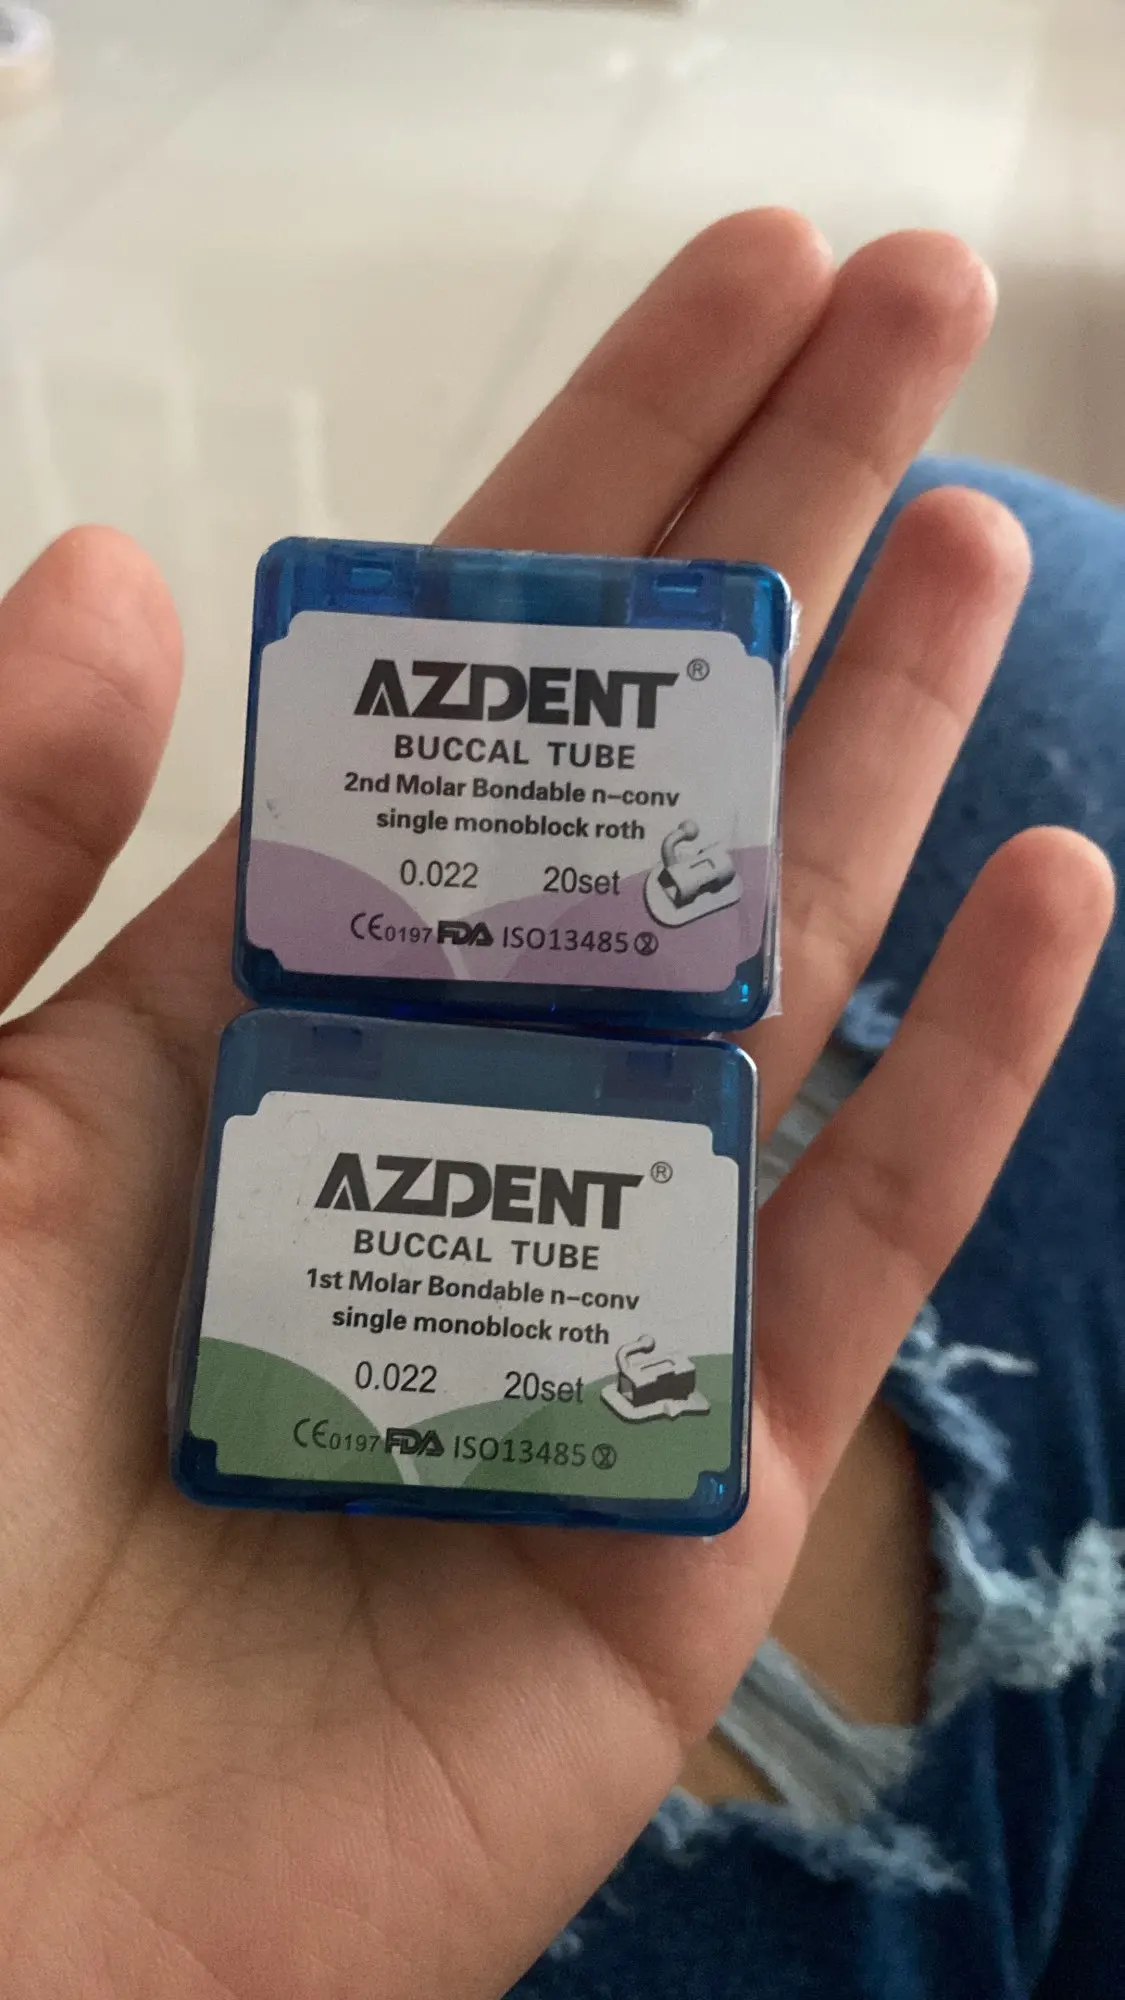 AZDENT®
BUCCAL TUBE
2nd Molar Bondable n-conv
single monoblock roth
0.022 20set
CE0197 FDA ISO13485
AZDENT®
BUCCAL TUBE
1st Molar Bondable n-conv
single monoblock roth
0.022 20set
CE0197 FDA ISO13485